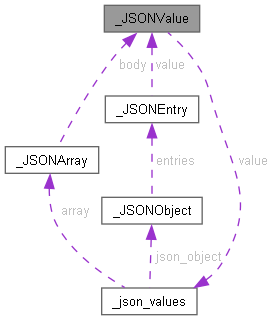 _JSONValue
body
value
_JSONEntry
_JSONArray
entries
value
array
_JSONObject
json_object
_json_values